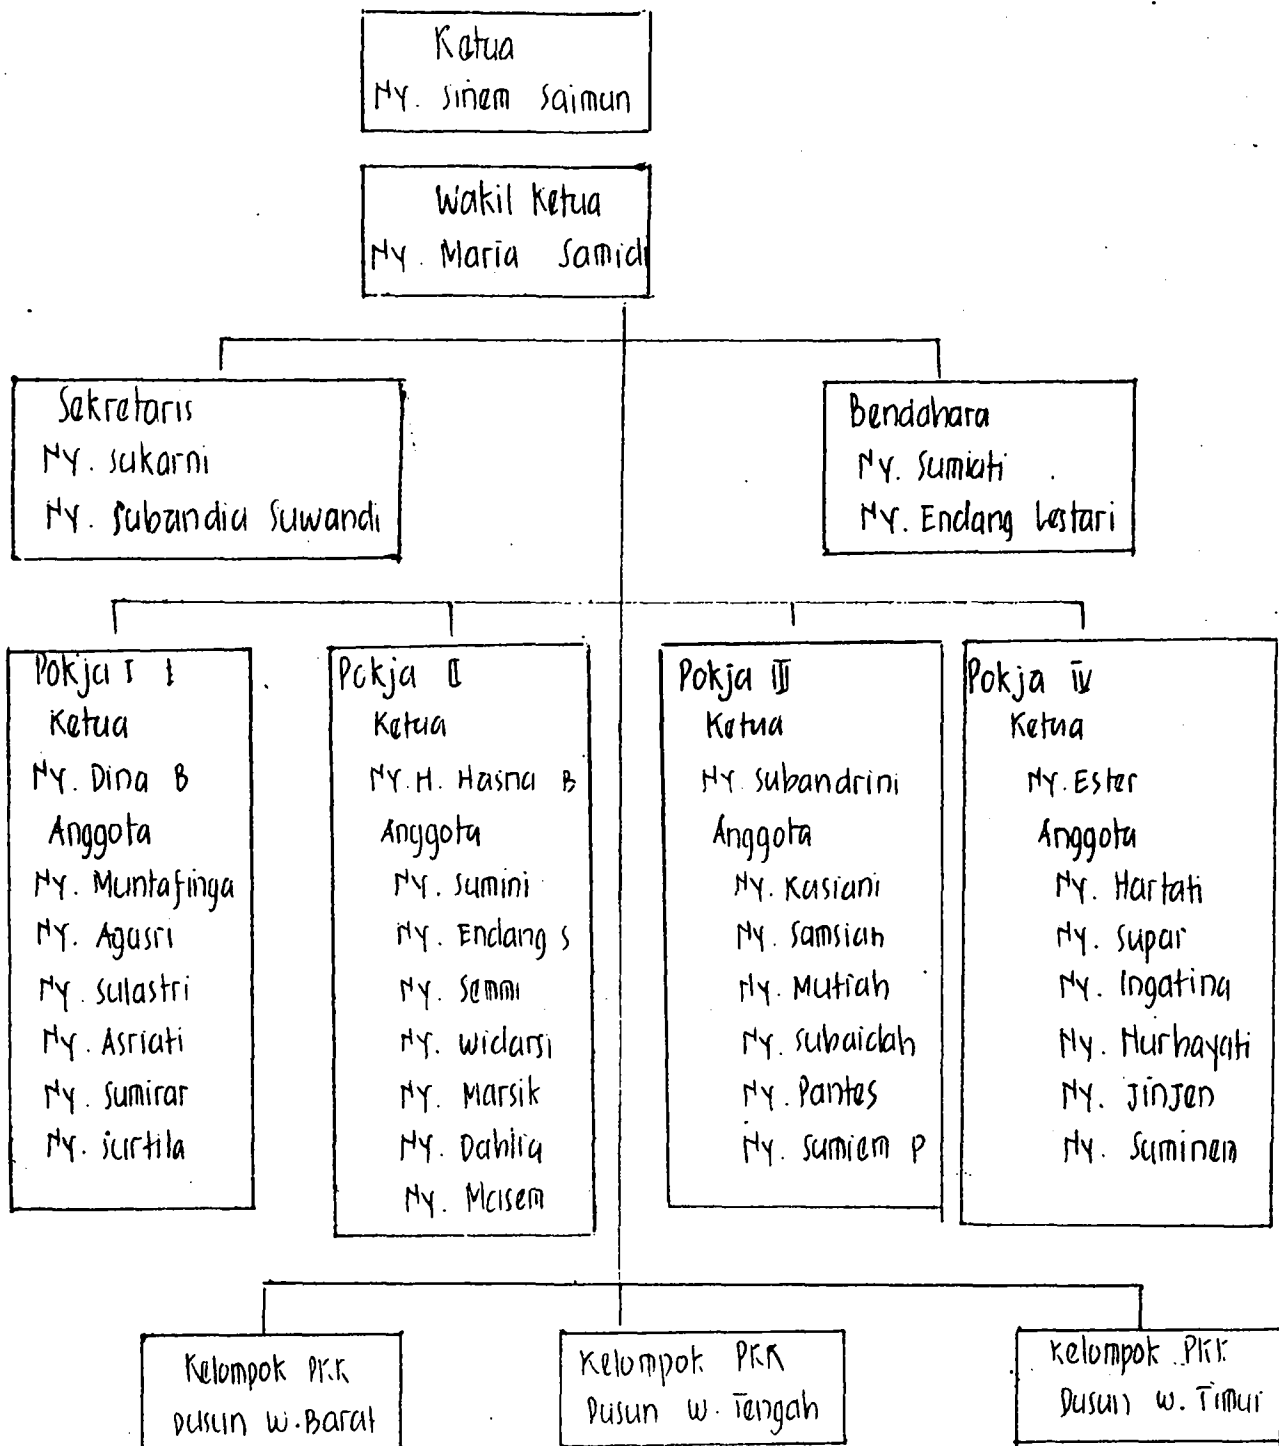 Ketua
Ny. Sinem Saimun
Wakil Ketua
Ny. Maria Samidi
Sekretaris
Ny. Sukarni
Ny. Subandia Suwandi
Bendahara
Ny. Sumiati
Ny. Endang Lestari
Pokja I
Ketua
Ny. Dina B
Anggota
Ny. Muntafinga
Ny. Agasri
Ny. Sulastri
Ny. Asriati
Ny. Sumirar
Ny. Surtila
Pokja II
Ketua
Ny. H. Hasna B
Anggota
Ny. Sumini
Ny. Endang S
Ny. Semmi
Ny. Widarsi
Ny. Marsik
Ny. Dahlia
Ny.
Pokja III
Ketua
Ny. Subandrini
Anggota
Ny. Kasiani
Ny. Samsiah
Ny. Mutiah
Ny. Subaidah
Ny. Pantes
Ny. Sumiem P
Pokja IV
Ketua
Ny. Ester
Anggota
Ny. Hartati
Ny. Supar
Ny. Ingatina
Ny. Nurhayati
Ny. Jinjen
Ny. Suminem
Kelompok PKK
Dusun W. Barat
Kelompok PKK
Dusun W. Tengah
Kelompok PKK
Dusun W. Timur